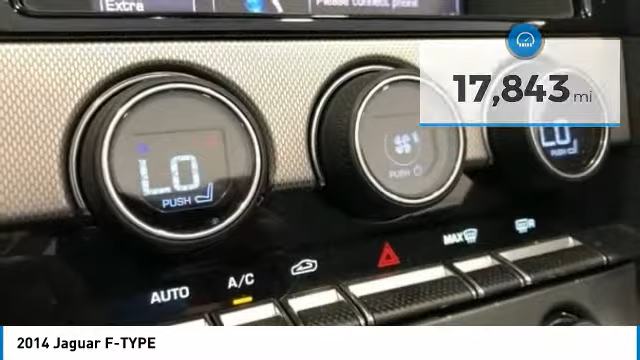 Extra
Please connect phone
17,843 mi
LO
PUSH
PUSH
LO
PUSH
MAX
R
A/C
AUTO
2014 Jaguar F-TYPE